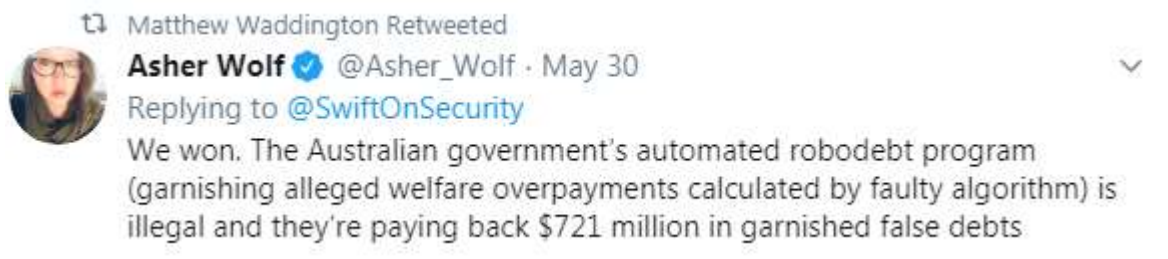 Matthew Waddington Retweeted
Asher Wolf @Asher_Wolf · May 30
Replying to @SwiftOnSecurity
We won. The Australian government's automated robodebt program
(garnishing alleged welfare overpayments calculated by faulty algorithm) is
illegal and they're paying back $721 million in garnished false debts